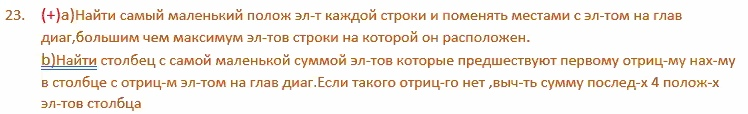 23. (+)а)Найти самый маленький полож эл-т каждой строки и поменять местами с эл-том на глав
диаг,большим чем максимум эл-тов строки на которой он расположен.
b)Найти столбец с самой маленькой суммой эл-тов которые предшествуют первому отриц-му нах-му
в столбце с отриц-м эл-том на глав диаг.Если такого отриц-го нет ,выч-ть сумму послед-х 4 полож-х
эл-тов столбца